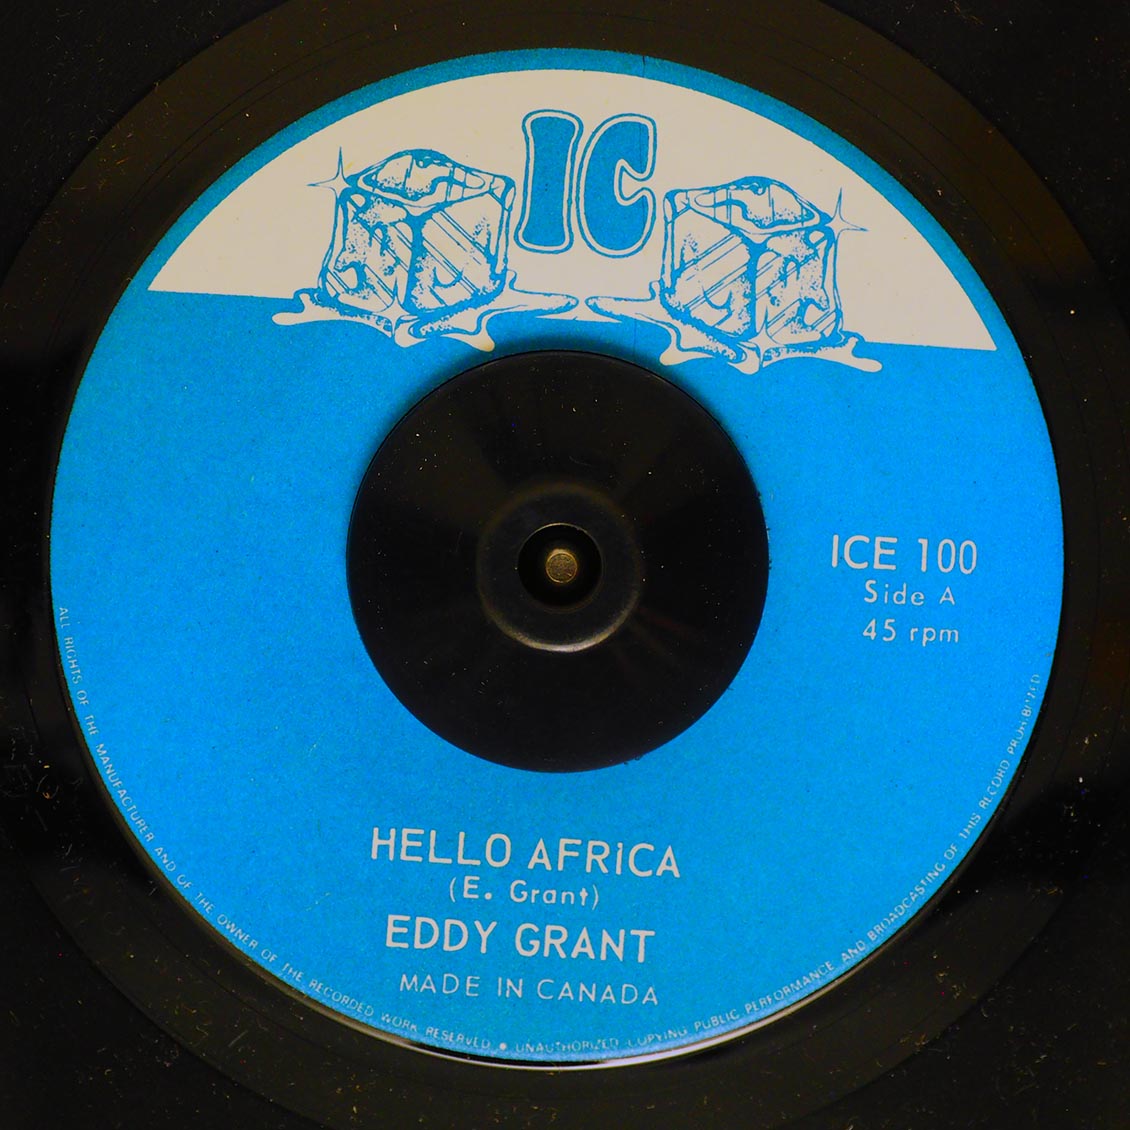 IC
ICE 100
Side A
45 rpm
HELLO AFRiCA
(E. Grant)
EDDY GRANT
MADE IN CANADA
ALL RIGHTS OF THE MANUFACTURER AND OF THE OWNER OF THE RECORDED WORK RESERVED • UNAUTHORIZED COPYING PUBLIC PERFORMANCE AND BROADCASTING OF THIS RECORD PROHIBITED